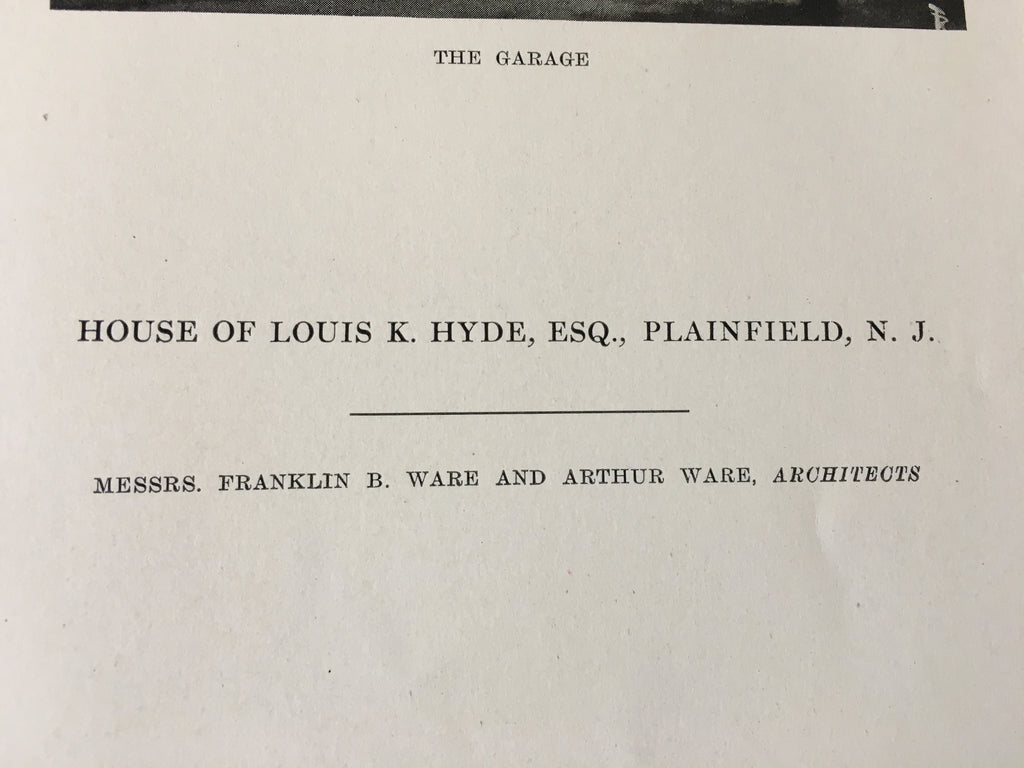 THE GARAGE
HOUSE OF LOUIS K. HYDE, ESQ., PLAINFIELD, N. J.
MESSRS. FRANKLIN B. WARE AND ARTHUR WARE, ARCHITECTS